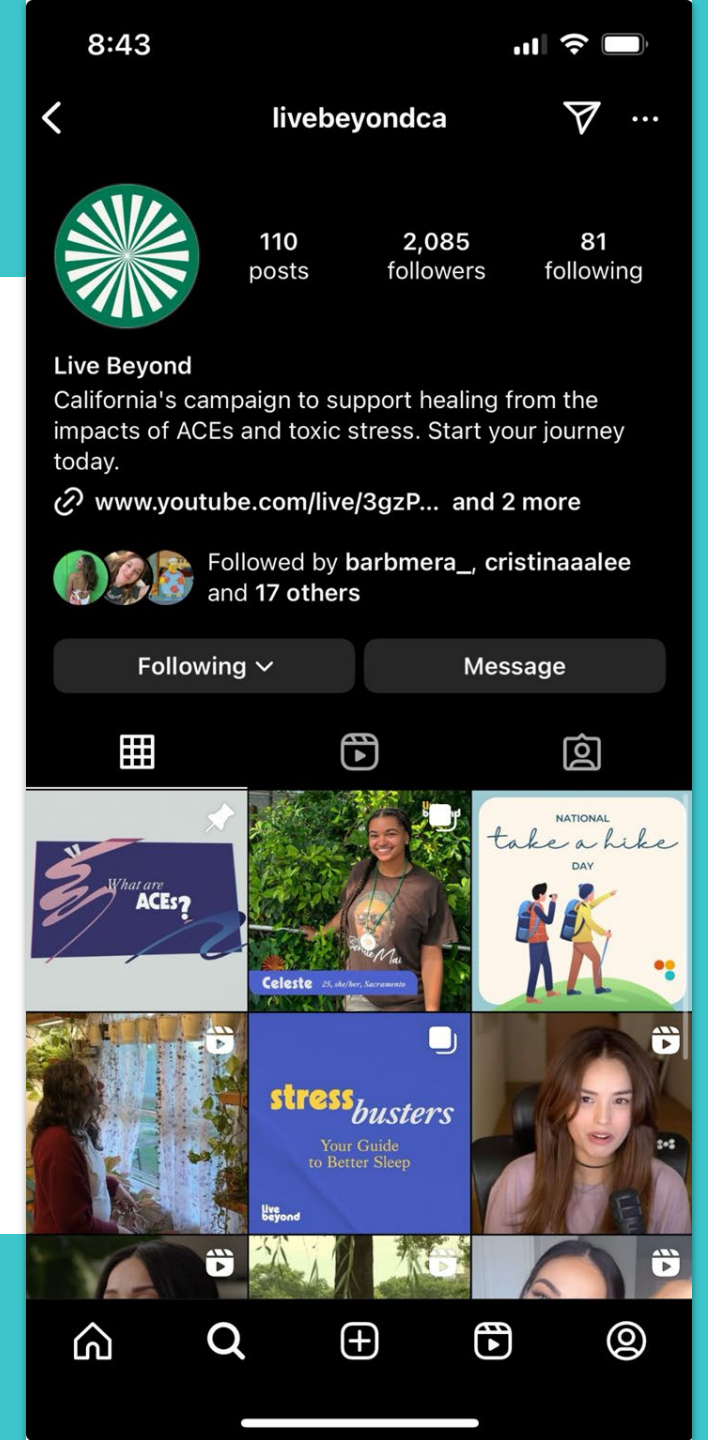 8:43
livebeyondca
110
posts
2,085
followers
81
following
Live Beyond
California's campaign to support healing from the
impacts of ACEs and toxic stress. Start your journey
today.
www.youtube.com/live/3gzP... and 2 more
Followed by barbmera_, cristinaaalee
and 17 others
Following
Message
What are
ACEs?
Celeste 25, she/her, Sacramento
NATIONAL
take a hike
DAY
stress
busters
Your Guide
to Better Sleep
live
beyond